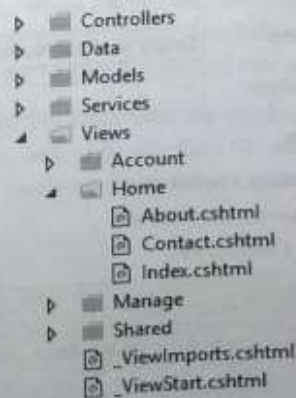 Controllers
Data
Models
Services
Views
Account
Home
About.cshtml
Contact.cshtml
Index.cshtml
Manage
Shared
_ViewImports.cshtml
_ViewStart.cshtml